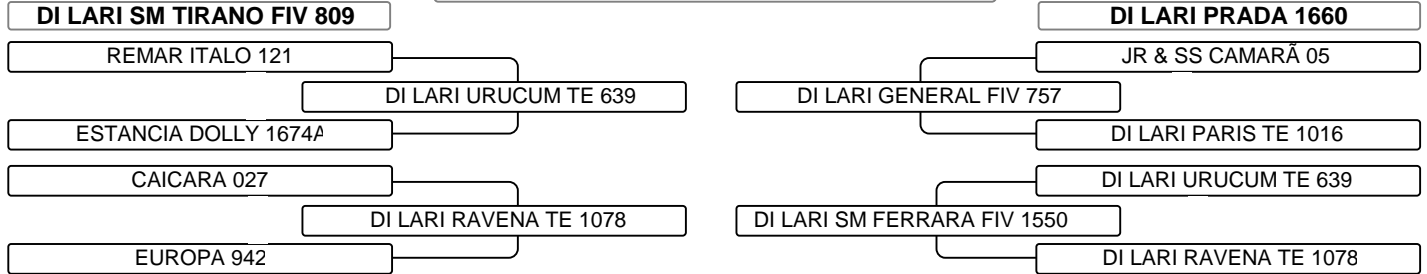 DI LARI SM TIRANO FIV 809
DI LARI PRADA 1660
REMAR ITALO 121
JR & SS CAMARÃ 05
DI LARI URUCUM TE 639
DI LARI GENERAL FIV 757
ESTANCIA DOLLY 1674A
DI LARI PARIS TE 1016
CAICARA 027
DI LARI URUCUM TE 639
DI LARI RAVENA TE 1078
DI LARI SM FERRARA FIV 1550
EUROPA 942
DI LARI RAVENA TE 1078